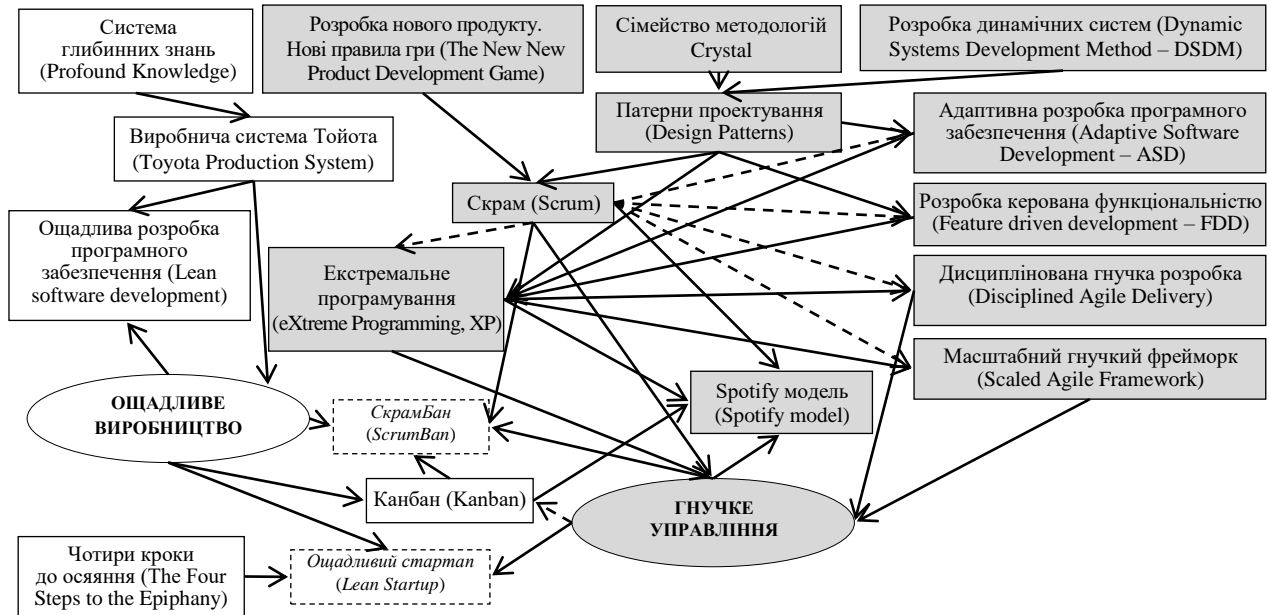 Система
глибинних знань
(Profound Knowledge)
Розробка нового продукту.
Нові правила гри (The New New
Product Development Game)
Сімейство методологій
Crystal
Розробка динамічних систем (Dynamic
Systems Development Method – DSDM)
Виробнича система Тойота
(Toyota Production System)
Патерни проектування
(Design Patterns)
Адаптивна розробка програмного
забезпечення (Adaptive Software
Development – ASD)
Скрам (Scrum)
Розробка керована функціональністю
(Feature driven development – FDD)
Ощадлива розробка
програмного
забезпечення (Lean
software development)
Екстремальне
програмування
(eXtreme Programming, XP)
Дисциплінована гнучка розробка
(Disciplined Agile Delivery)
Масштабний гнучкий фрейморк
(Scaled Agile Framework)
ОЩАДЛИВЕ
ВИРОБНИЦТВО
СкрамБан
(ScrumBan)
Spotify модель
(Spotify model)
Канбан (Kanban)
ГНУЧКЕ
УПРАВЛІННЯ
Чотири кроки
до осяяння (The Four
Steps to the Epiphany)
Ощадливий стартап
(Lean Startup)